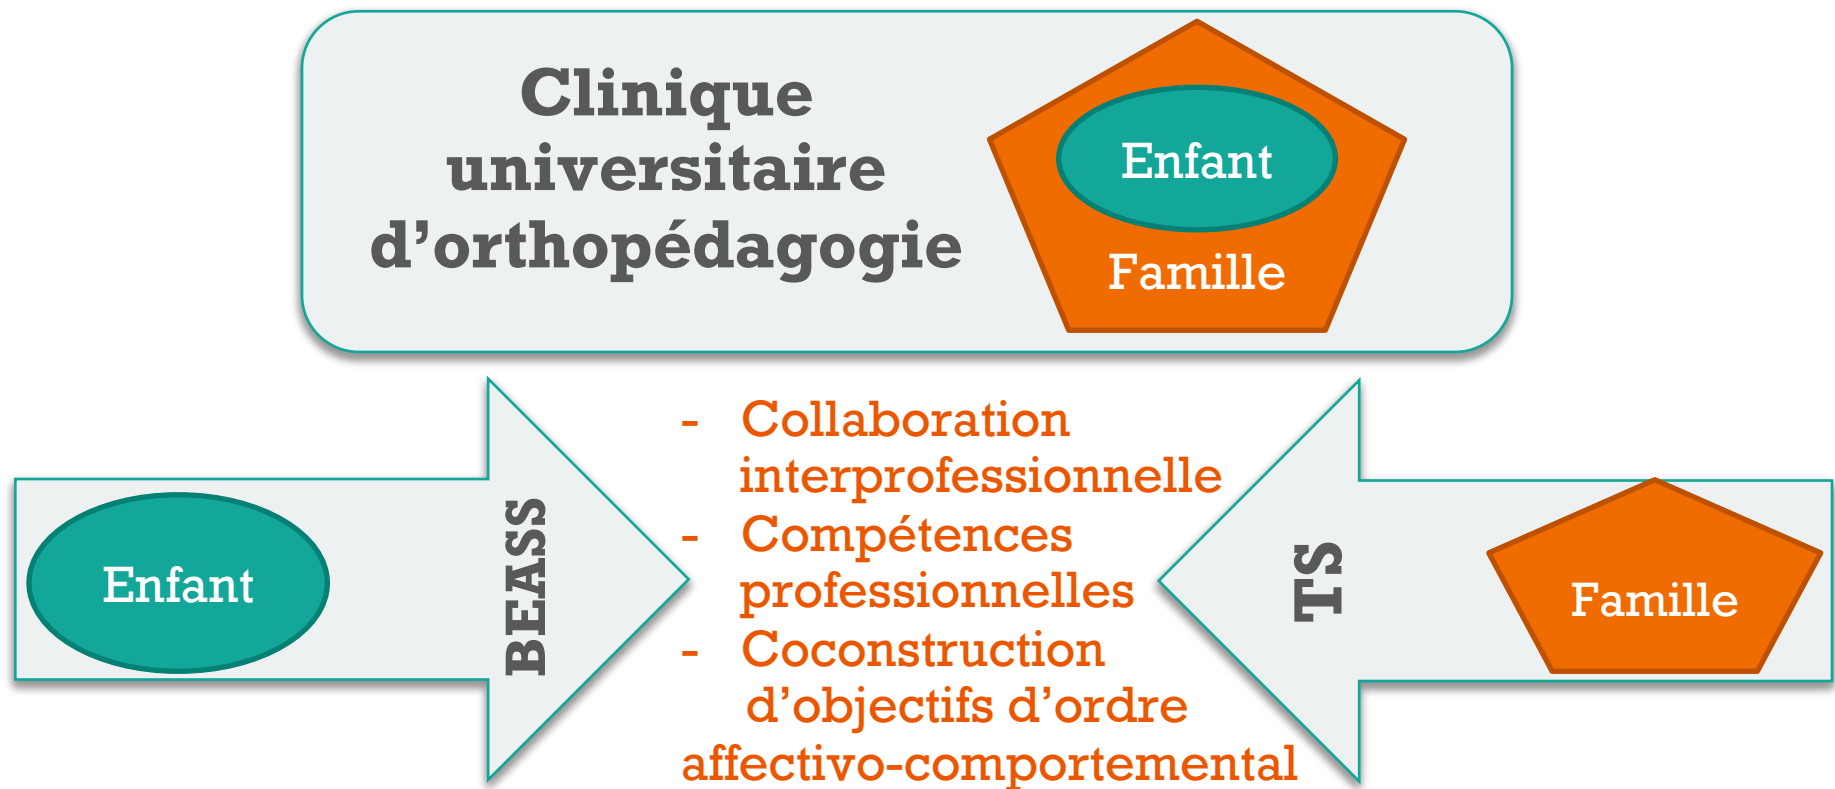 Clinique
universitaire
d’orthopédagogie
Enfant
Famille
Enfant
BEASS
- Collaboration
interprofessionnelle
- Compétences
professionnelles
- Coconstruction
d’objectifs d’ordre
affectivo-comportemental
TS
Famille